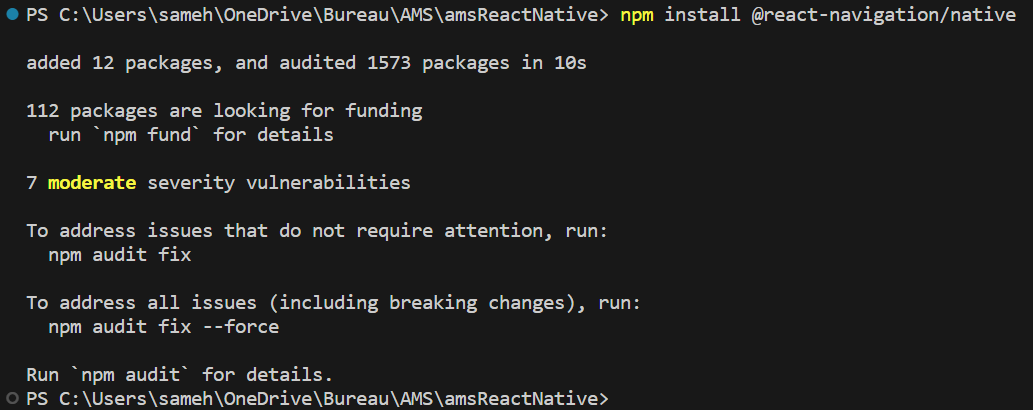 PS C:\Users\sameh\OneDrive\Bureau\AMS\amsReactNative> npm install @react-navigation/native
added 12 packages, and audited 1573 packages in 10s
112 packages are looking for funding
  run `npm fund` for details
7 moderate severity vulnerabilities
To address issues that do not require attention, run:
  npm audit fix
To address all issues (including breaking changes), run:
  npm audit fix --force
Run `npm audit` for details.
PS C:\Users\sameh\OneDrive\Bureau\AMS\amsReactNative>